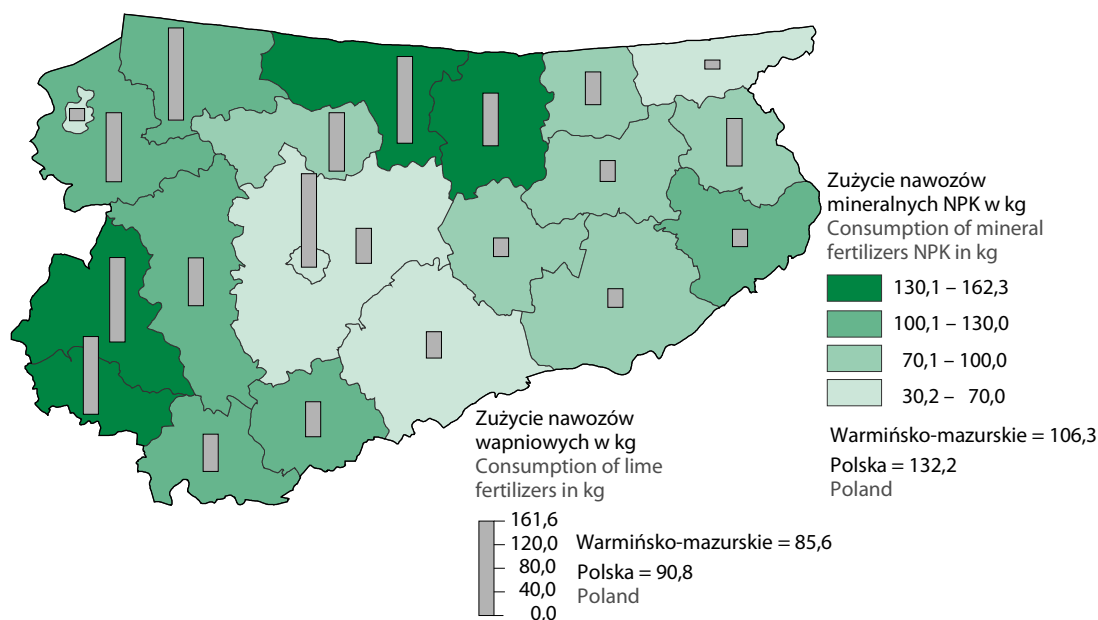 Zużycie nawozów
mineralnych NPK w kg
Consumption of mineral
fertilizers NPK in kg
130,1 – 162,3
100,1 – 130,0
70,1 – 100,0
30,2 – 70,0
Warmińsko-mazurskie = 106,3
Polska = 132,2
Poland
Zużycie nawozów
wapniowych w kg
Consumption of lime
fertilizers in kg
161,6
120,0
80,0
40,0
0,0
Warmińsko-mazurskie = 85,6
Polska = 90,8
Poland